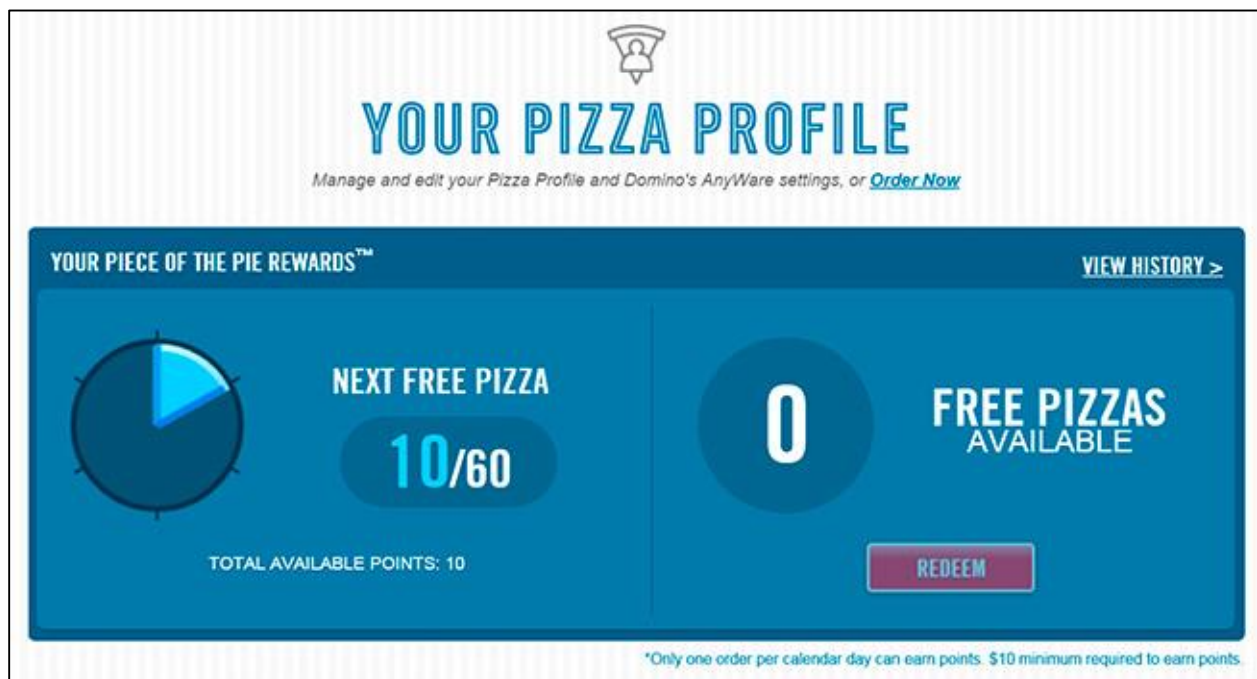 YOUR PIZZA PROFILE
Manage and edit your Pizza Profile and Domino's AnyWare settings, or Order Now
YOUR PIECE OF THE PIE REWARDS™
VIEW HISTORY >
NEXT FREE PIZZA
10/60
TOTAL AVAILABLE POINTS: 10
0
FREE PIZZAS
AVAILABLE
REDEEM
*Only one order per calendar day can earn points. $10 minimum required to earn points.